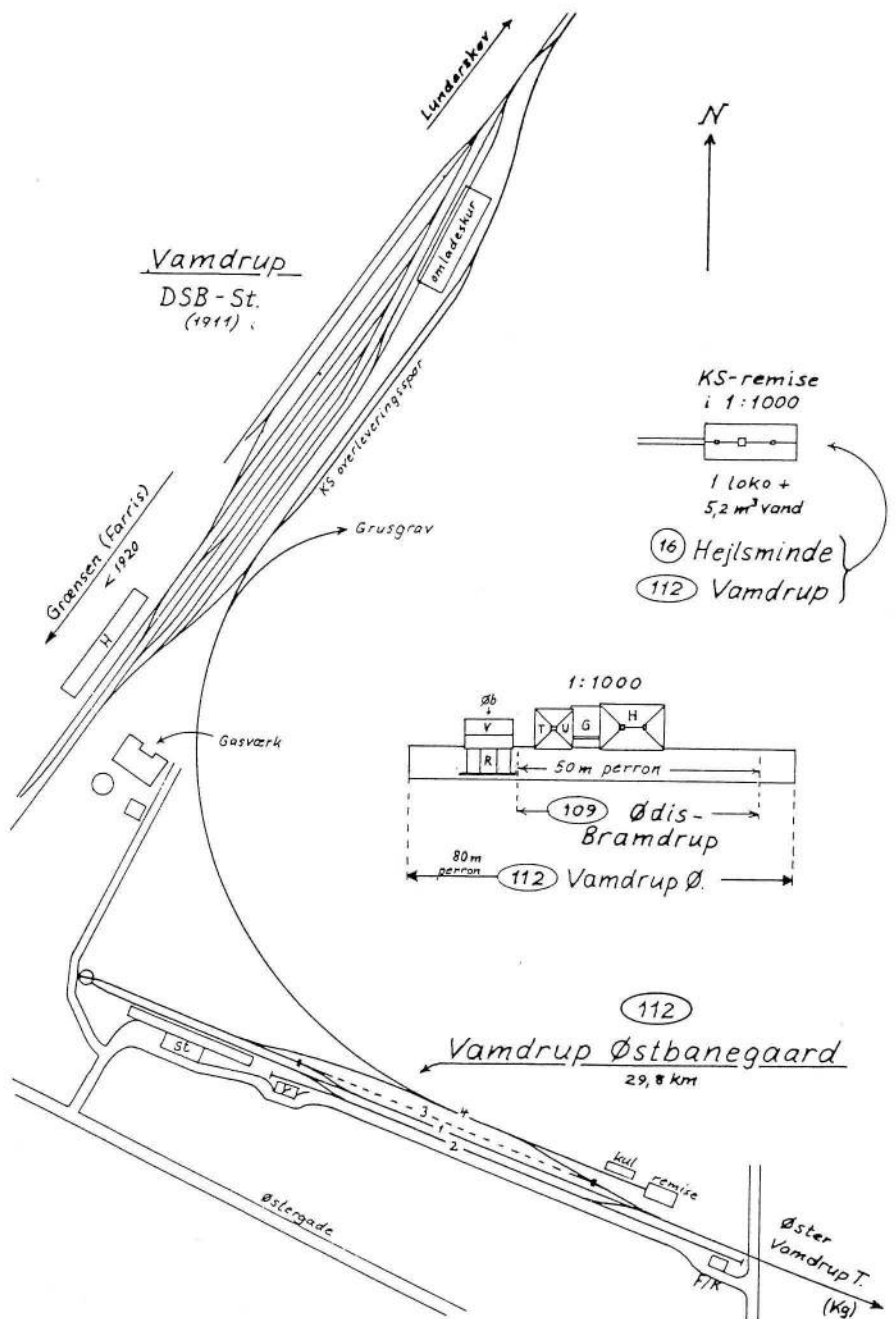 Lunderskov
N
Vamdrup
DSB-St.
(1911)
omladeskur
KS overleveringsspor
KS-remise
i 1:1000
1 loko +
5,2 m³ vand
16 Hejlsminde
112 Vamdrup
Grusgrav
Grænsen (Farris)
< 1920
H
Gasværk
1:1000
Øb
V
R
T
U
G
H
50 m perron
109 Ødis-
Bramdrup
80 m
perron
112 Vamdrup Ø.
112
Vamdrup Østbanegaard
29,8 km
st
P
3
4
1
2
kul
remise
Østergade
Øster
Vamdrup T.
(Kg)
F/K